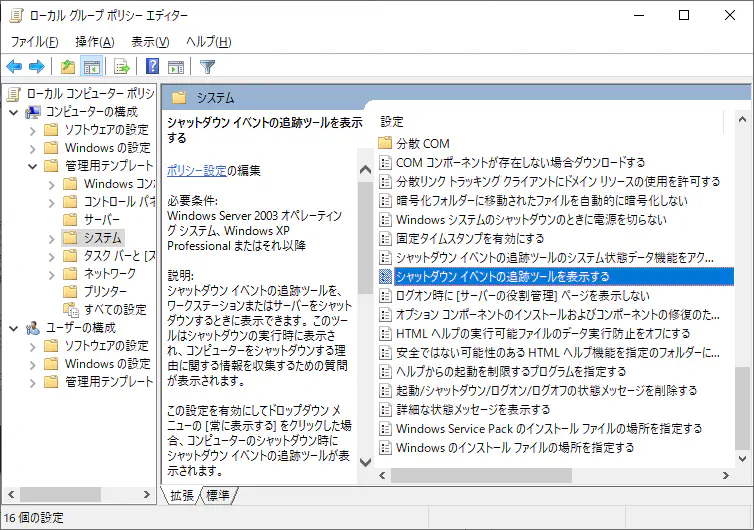 ローカル グループ ポリシー エディター
ファイル(F) 操作(A) 表示(V) ヘルプ(H)
ローカル コンピューター ポリシ
コンピューターの構成
ソフトウェアの設定
Windows の設定
管理用テンプレート
Windows コン
コントロール パネ
サーバー
システム
タスク バーと [ス
ネットワーク
プリンター
すべての設定
ユーザーの構成
ソフトウェアの設定
Windows の設定
管理用テンプレート
システム
シャットダウン イベントの追跡ツールを表示
する
ポリシー設定の編集
必要条件:
Windows Server 2003 オペレーティン
グ システム、Windows XP
Professional またはそれ以降
説明:
シャットダウン イベントの追跡ツールを、
ワークステーションまたはサーバーをシャット
ダウンするときに表示できます。このツー
ルはシャットダウンの実行時に表示さ
れ、コンピューターをシャットダウンする理
由に関する情報を収集するための質問
が表示されます。
この設定を有効にしてドロップダウン メ
ニューの [常に表示する] をクリックした場
合、コンピューターのシャットダウン時に
シャットダウン イベントの追跡ツールが表
示されます。
設定
分散 COM
COM コンポーネントが存在しない場合ダウンロードする
分散リンク トラッキング クライアントにドメイン リソースの使用を許可する
暗号化フォルダーに移動されたファイルを自動的に暗号化しない
Windows システムのシャットダウンのときに電源を切らない
固定タイムスタンプを有効にする
シャットダウン イベントの追跡ツールのシステム状態データ機能をアク...
シャットダウン イベントの追跡ツールを表示する
ログオン時に [サーバーの役割管理] ページを表示しない
オプション コンポーネントのインストールおよびコンポーネントの修復のた...
HTML ヘルプの実行可能ファイルのデータ実行防止をオフにする
安全ではない可能性のある HTML ヘルプ機能を指定のフォルダーに...
ヘルプからの起動を制限するプログラムを指定する
起動/シャットダウン/ログオン/ログオフの状態メッセージを削除する
詳細な状態メッセージを表示する
Windows Service Pack のインストール ファイルの場所を指定する
Windows のインストール ファイルの場所を指定する
拡張 標準
16 個の設定